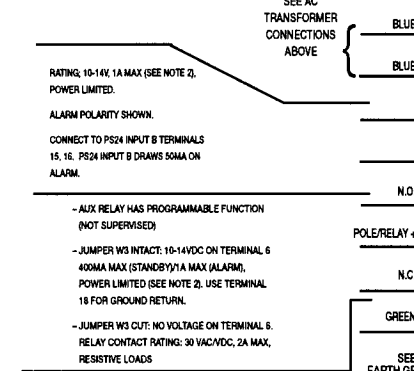 SEE AC
TRANSFORMER
CONNECTIONS
ABOVE
BLUE
BLUE
RATING; 10-14V, 1A MAX (SEE NOTE 2),
POWER LIMITED.
ALARM POLARITY SHOWN.
CONNECT TO PS24 INPUT B TERMINALS
15, 16. PS24 INPUT B DRAWS 50MA ON
ALARM.
N.O
– AUX RELAY HAS PROGRAMMABLE FUNCTION
(NOT SUPERVISED)
POLE/RELAY +
– JUMPER W3 INTACT: 10-14VDC ON TERMINAL 6
400MA MAX (STANDBY)/1A MAX (ALARM),
POWER LIMITED (SEE NOTE 2). USE TERMINAL
18 FOR GROUND RETURN.
N.C
GREEN
– JUMPER W3 CUT: NO VOLTAGE ON TERMINAL 6.
RELAY CONTACT RATING: 30 VAC/VDC, 2A MAX,
RESISTIVE LOADS
SEE
EARTH GR